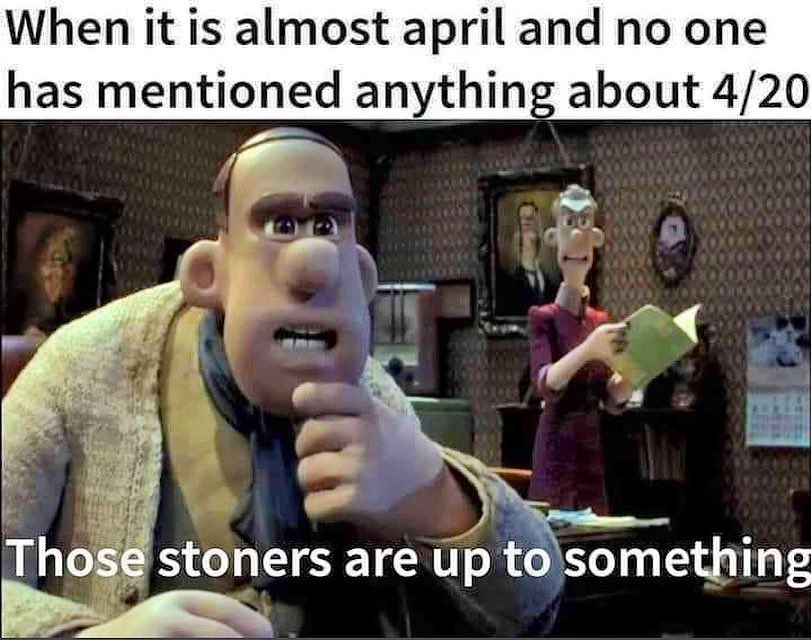 When it is almost april and no one
has mentioned anything about 4/20
Those stoners are up to something